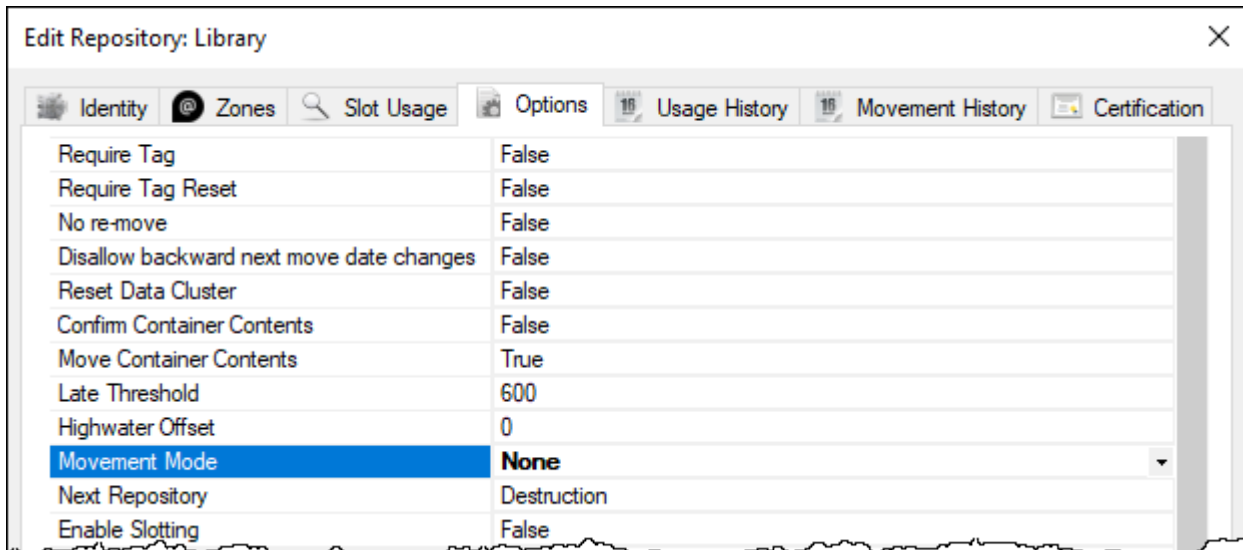 Edit Repository: Library
Identity Zones Slot Usage Options Usage History Movement History Certification
Require Tag False
Require Tag Reset False
No re-move False
Disallow backward next move date changes False
Reset Data Cluster False
Confirm Container Contents False
Move Container Contents True
Late Threshold 600
Highwater Offset 0
Movement Mode None
Next Repository Destruction
Enable Slotting False